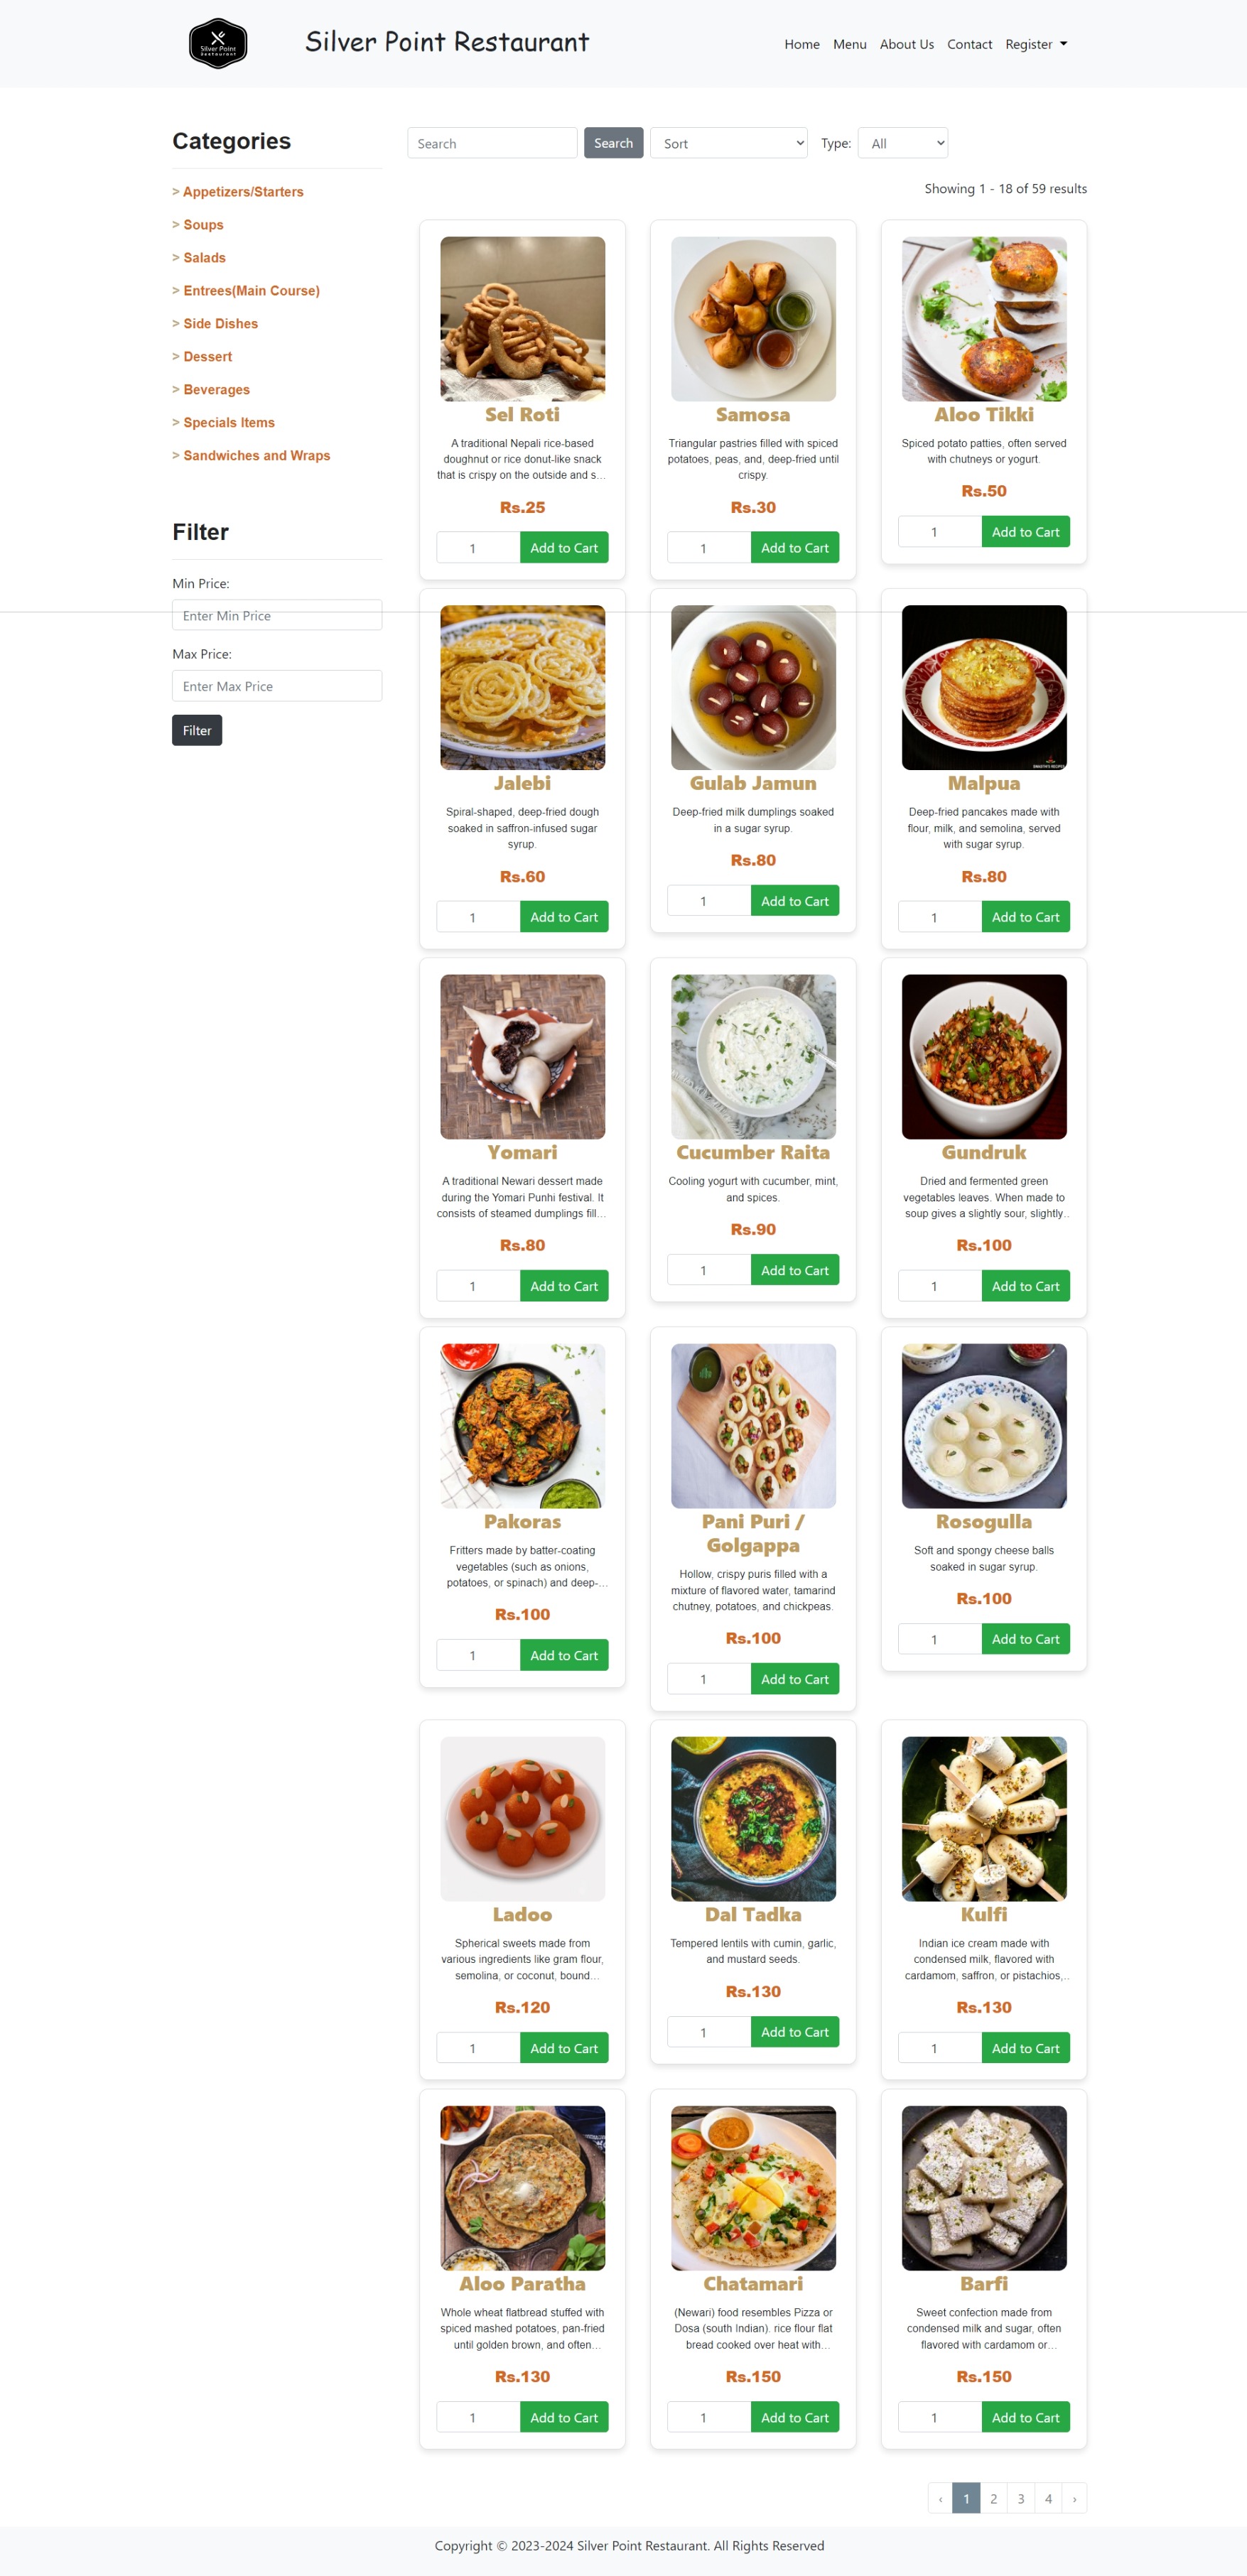 Silver Point
Restaurant
Silver Point Restaurant
Home Menu About Us Contact Register
Categories
> Appetizers/Starters
> Soups
> Salads
> Entrees(Main Course)
> Side Dishes
> Dessert
> Beverages
> Specials Items
> Sandwiches and Wraps
Filter
Min Price:
Enter Min Price
Max Price:
Enter Max Price
Filter
Search Search Sort Type: All
Showing 1 - 18 of 59 results
Sel Roti
A traditional Nepali rice-based
doughnut or rice donut-like snack
that is crispy on the outside and s...
Rs.25
1 Add to Cart
Samosa
Triangular pastries filled with spiced
potatoes, peas, and, deep-fried until
crispy.
Rs.30
1 Add to Cart
Aloo Tikki
Spiced potato patties, often served
with chutneys or yogurt.
Rs.50
1 Add to Cart
Jalebi
Spiral-shaped, deep-fried dough
soaked in saffron-infused sugar
syrup.
Rs.60
1 Add to Cart
Gulab Jamun
Deep-fried milk dumplings soaked
in a sugar syrup.
Rs.80
1 Add to Cart
Malpua
Deep-fried pancakes made with
flour, milk, and semolina, served
with sugar syrup.
Rs.80
1 Add to Cart
Yomari
A traditional Newari dessert made
during the Yomari Punhi festival. It
consists of steamed dumplings fill...
Rs.80
1 Add to Cart
Cucumber Raita
Cooling yogurt with cucumber, mint,
and spices.
Rs.90
1 Add to Cart
Gundruk
Dried and fermented green
vegetables leaves. When made to
soup gives a slightly sour, slightly..
Rs.100
1 Add to Cart
Pakoras
Fritters made by batter-coating
vegetables (such as onions,
potatoes, or spinach) and deep-...
Rs.100
1 Add to Cart
Pani Puri /
Golgappa
Hollow, crispy puris filled with a
mixture of flavored water, tamarind
chutney, potatoes, and chickpeas.
Rs.100
1 Add to Cart
Rosogulla
Soft and spongy cheese balls
soaked in sugar syrup.
Rs.100
1 Add to Cart
Ladoo
Spherical sweets made from
various ingredients like gram flour,
semolina, or coconut, bound...
Rs.120
1 Add to Cart
Dal Tadka
Tempered lentils with cumin, garlic,
and mustard seeds.
Rs.130
1 Add to Cart
Kulfi
Indian ice cream made with
condensed milk, flavored with
cardamom, saffron, or pistachios,..
Rs.130
1 Add to Cart
Aloo Paratha
Whole wheat flatbread stuffed with
spiced mashed potatoes, pan-fried
until golden brown, and often...
Rs.130
1 Add to Cart
Chatamari
(Newari) food resembles Pizza or
Dosa (south Indian). rice flour flat
bread cooked over heat with...
Rs.150
1 Add to Cart
Barfi
Sweet confection made from
condensed milk and sugar, often
flavored with cardamom or...
Rs.150
1 Add to Cart
‹ 1 2 3 4 ›
Copyright © 2023-2024 Silver Point Restaurant. All Rights Reserved